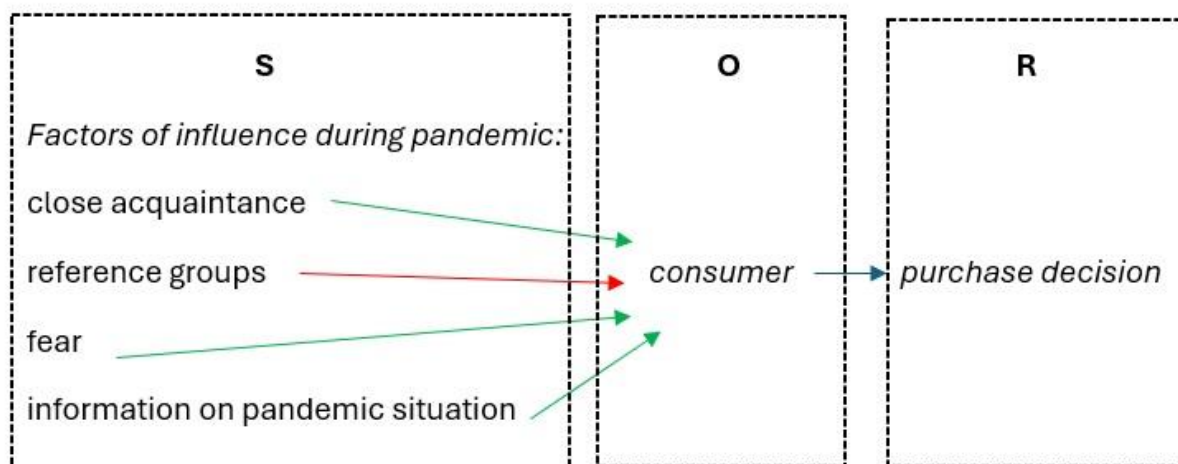 S
O
R
Factors of influence during pandemic:
close acquaintance
reference groups
consumer
purchase decision
fear
information on pandemic situation